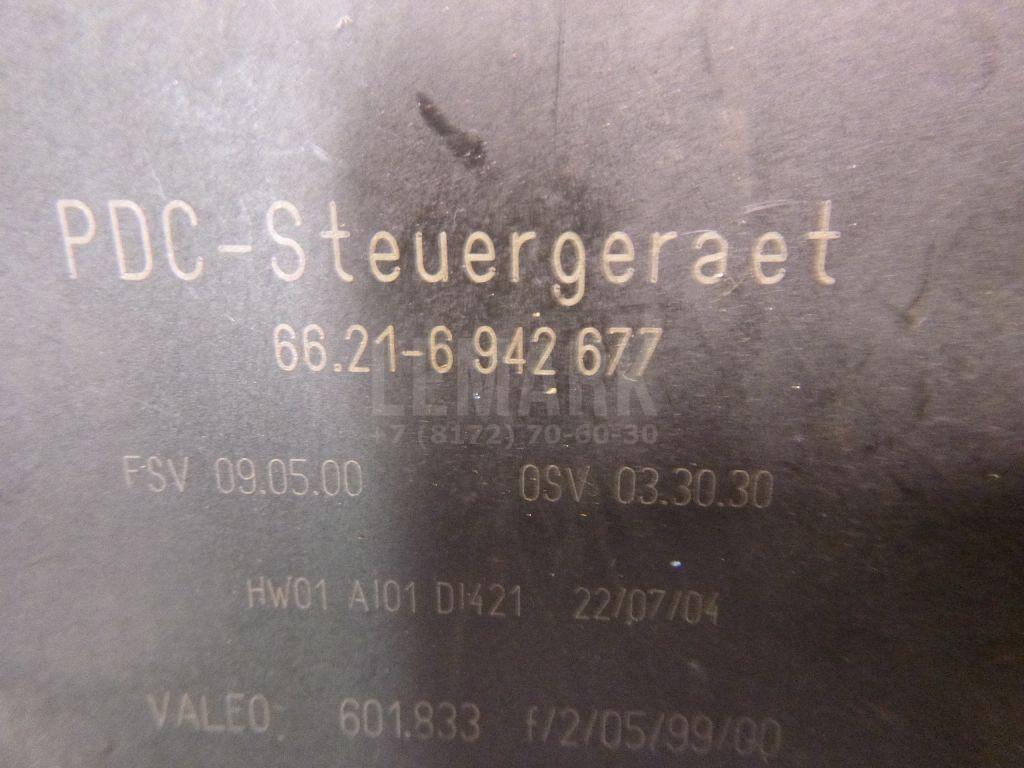 PDC-Steuergeraet
66.21-6 942 677
LEMARK
+7 (8172) 70-60-30
FSV 09.05.00 OSV 03.30.30
HW01 AI01 DI421 22/07/04
VALEO 601.833 f/2/05/99/00